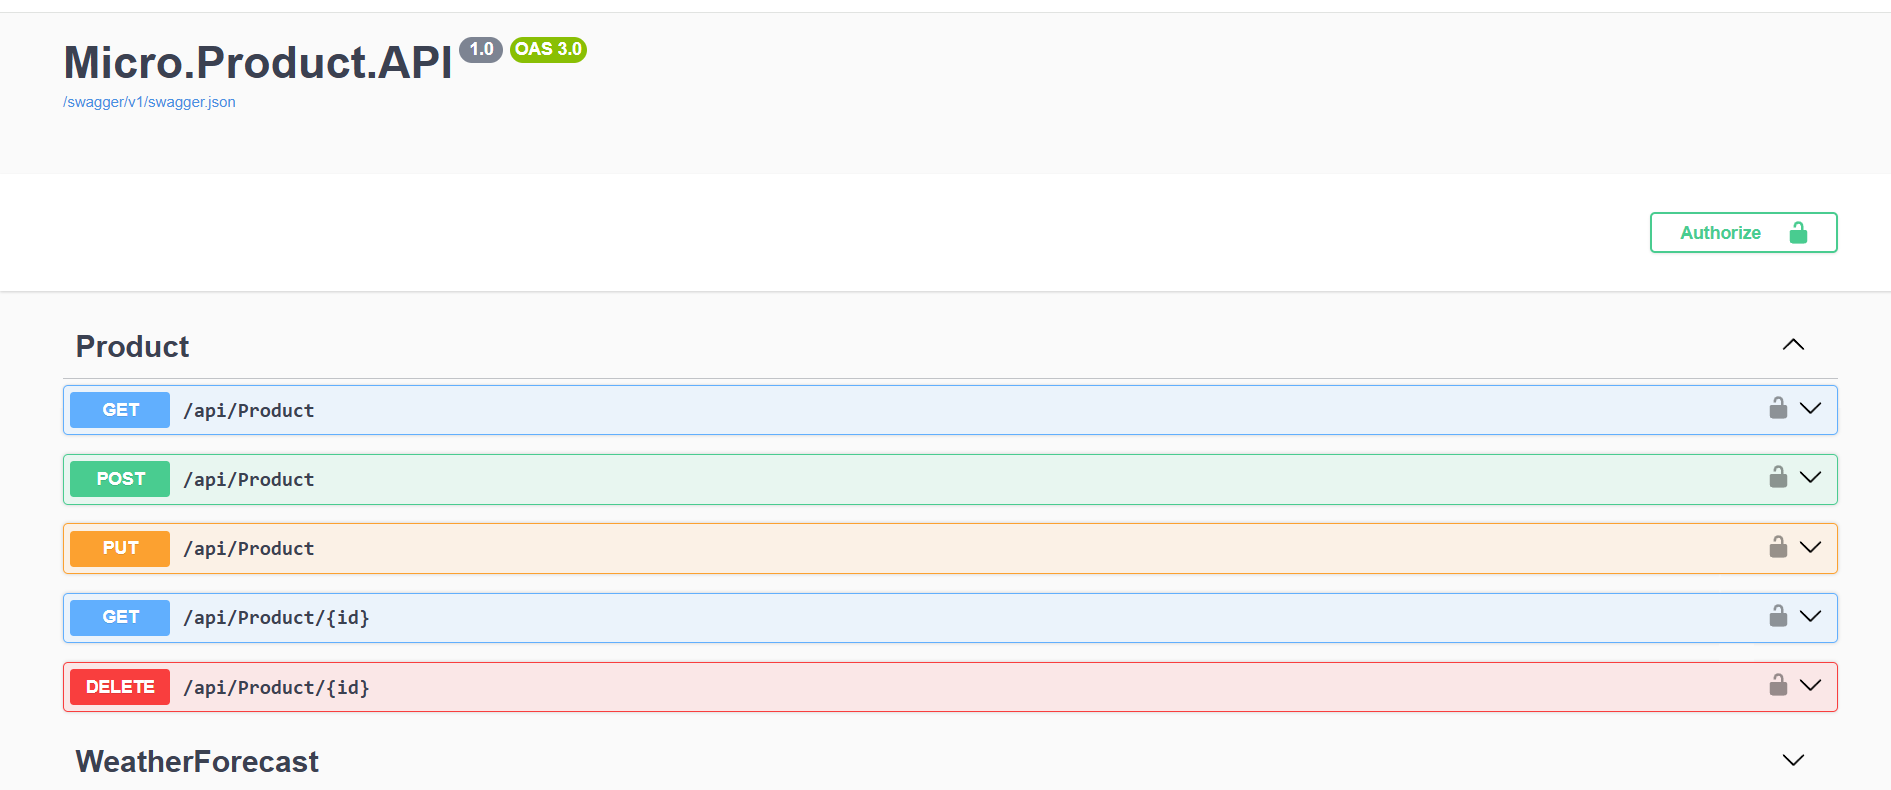 Micro.Product.API 1.0 OAS 3.0
/swagger/v1/swagger.json
Authorize
Product
GET /api/Product
POST /api/Product
PUT /api/Product
GET /api/Product/{id}
DELETE /api/Product/{id}
WeatherForecast